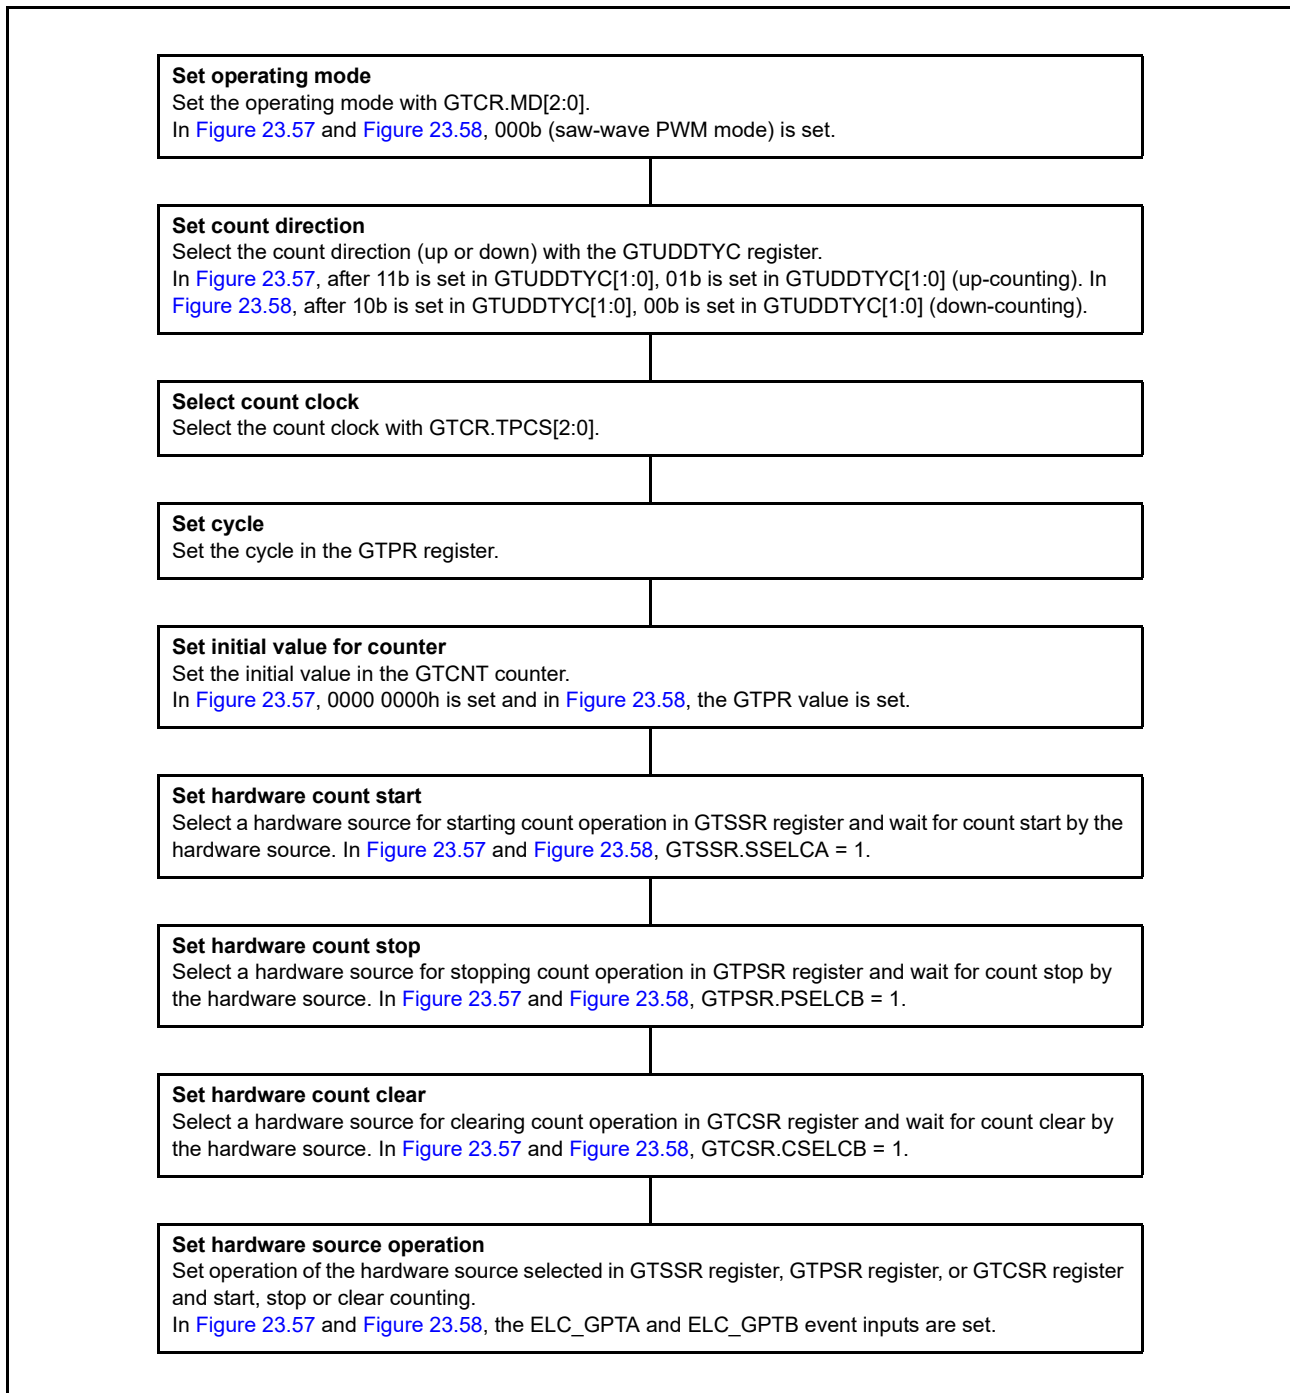 Set operating mode
Set the operating mode with GTCR.MD[2:0].
In Figure 23.57 and Figure 23.58, 000b (saw-wave PWM mode) is set.
Set count direction
Select the count direction (up or down) with the GTUDDTYC register.
In Figure 23.57, after 11b is set in GTUDDTYC[1:0], 01b is set in GTUDDTYC[1:0] (up-counting). In
Figure 23.58, after 10b is set in GTUDDTYC[1:0], 00b is set in GTUDDTYC[1:0] (down-counting).
Select count clock
Select the count clock with GTCR.TPCS[2:0].
Set cycle
Set the cycle in the GTPR register.
Set initial value for counter
Set the initial value in the GTCNT counter.
In Figure 23.57, 0000 0000h is set and in Figure 23.58, the GTPR value is set.
Set hardware count start
Select a hardware source for starting count operation in GTSSR register and wait for count start by the
hardware source. In Figure 23.57 and Figure 23.58, GTSSR.SSELCA = 1.
Set hardware count stop
Select a hardware source for stopping count operation in GTPSR register and wait for count stop by
the hardware source. In Figure 23.57 and Figure 23.58, GTPSR.PSELCB = 1.
Set hardware count clear
Select a hardware source for clearing count operation in GTCSR register and wait for count clear by
the hardware source. In Figure 23.57 and Figure 23.58, GTCSR.CSELCB = 1.
Set hardware source operation
Set operation of the hardware source selected in GTSSR register, GTPSR register, or GTCSR register
and start, stop or clear counting.
In Figure 23.57 and Figure 23.58, the ELC_GPTA and ELC_GPTB event inputs are set.